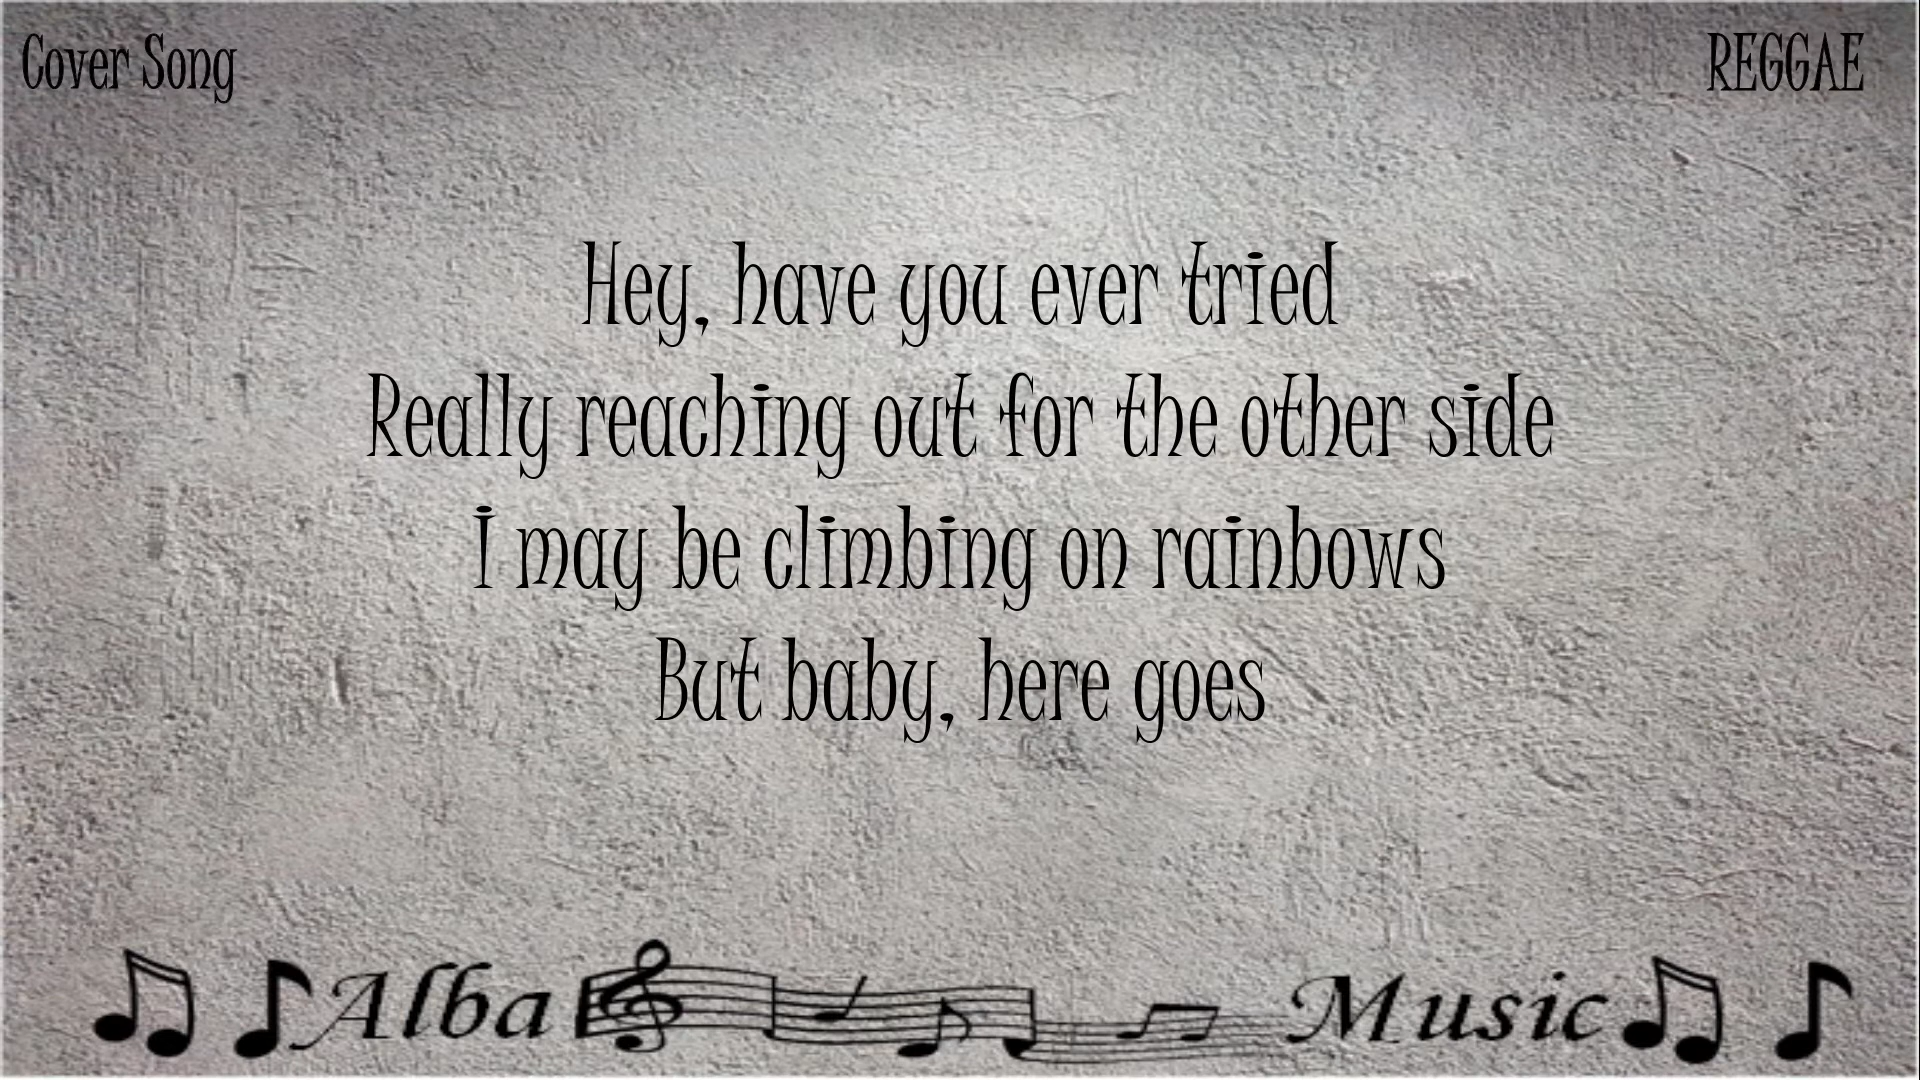 Cover Song
REGGAE
Hey, have you ever tried
Really reaching out for the other side
I may be climbing on rainbows
But baby, here goes
Alba Music